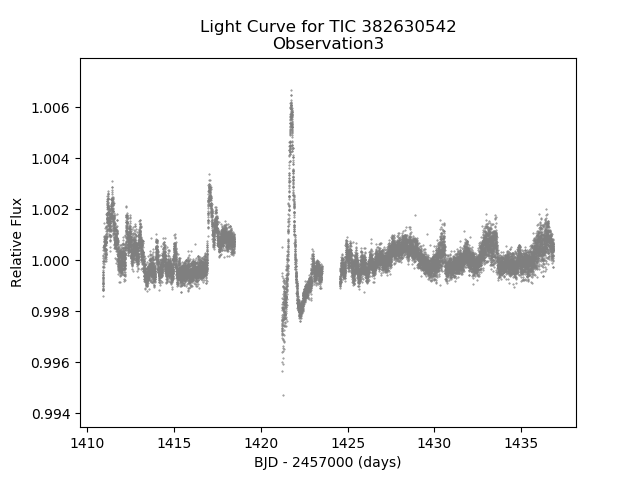 Light Curve for TIC 382630542
Observation3
1.006
1.004
1.002
1.000
0.998
0.996
0.994
Relative Flux
1410 1415 1420 1425 1430 1435
BJD - 2457000 (days)